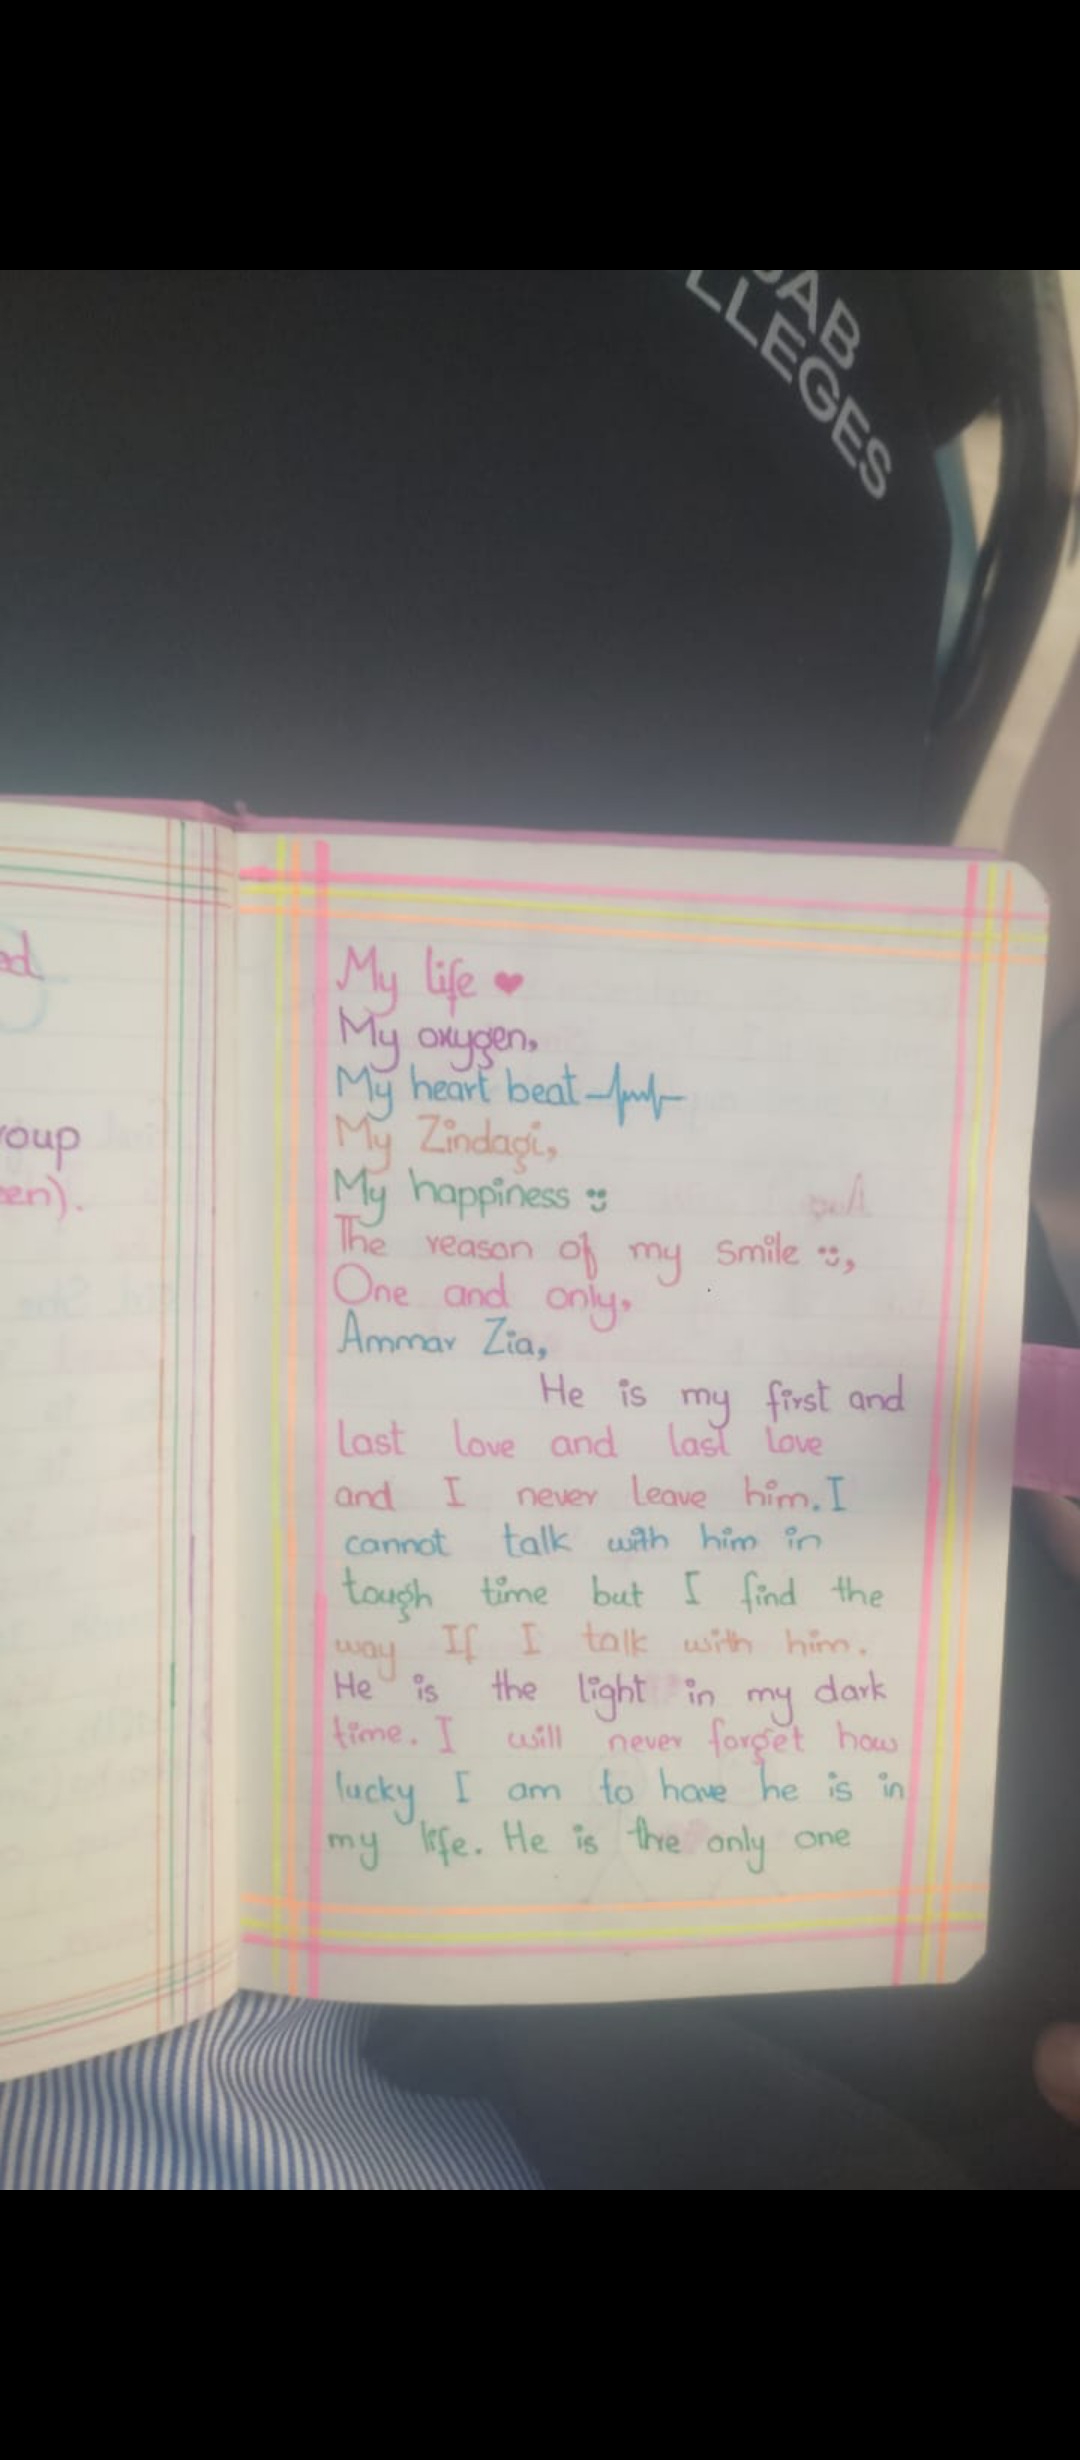 JAB
LLEGES
ed
roup
en).
My life ♥
My oxygen,
My heart beat
My Zindagi,
My happiness :)
The reason of my smile :),
One and only,
Ammar Zia,
He is my first and
last love and last love
and I never leave him. I
cannot talk with him in
tough time but I find the
way If I talk with him.
He is the light in my dark
time. I will never forget how
lucky I am to have he is in
my life. He is the only one